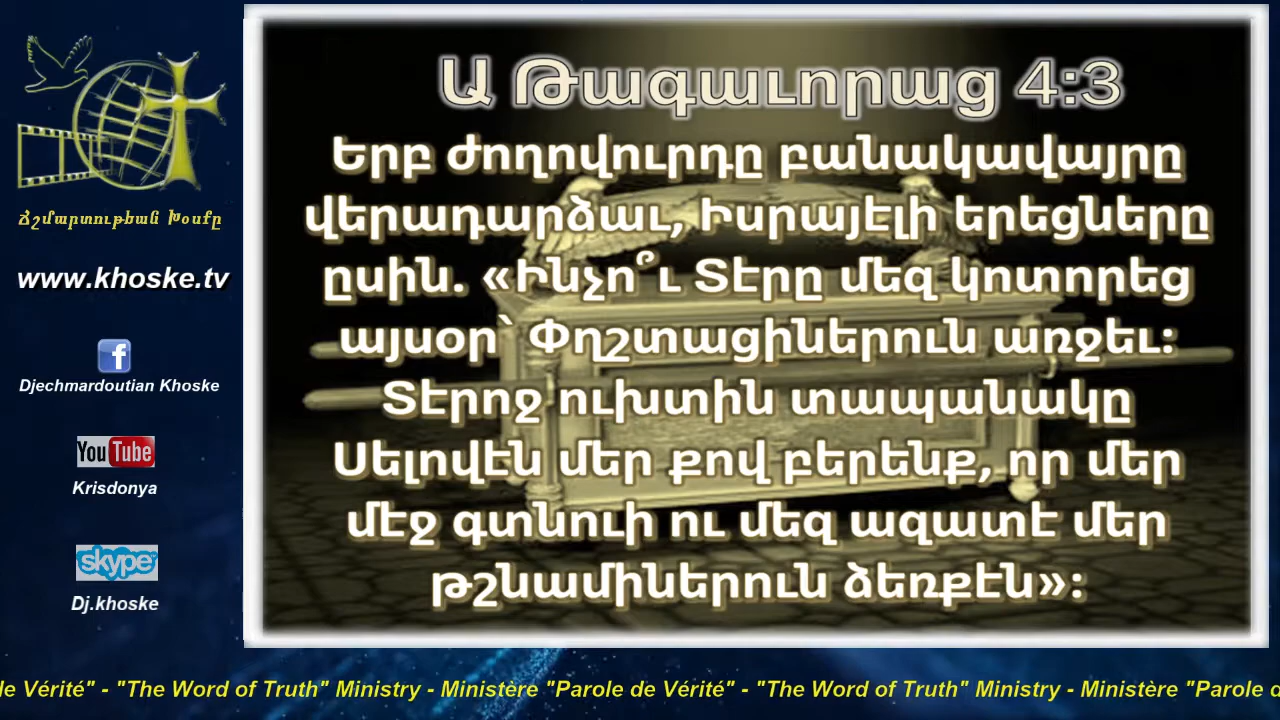 Ճշմարտութեան Խօսքը
www.khoske.tv
Djechmardoutian Khoske
YouTube
Krisdonya
skype
Dj.khoske
Ա Թագաւորաց 4:3
Երբ ժողովուրդը բանակավայրը
վերադարձաւ, Իսրայէլի երեցները
ըսին. «Ինչո՞ւ Տէրը մեզ կոտորեց
այսօր՝ Փղշտացիներուն առջեւ:
Տէրոջ ուխտին տապանակը
Սելովէն մեր քով բերենք, որ մեր
մէջ գտնուի ու մեզ ազատէ մեր
թշնամիներուն ձեռքէն»:
de Vérité" - "The Word of Truth" Ministry - Ministère "Parole de Vérité" - "The Word of Truth" Ministry - Ministère "Parole d